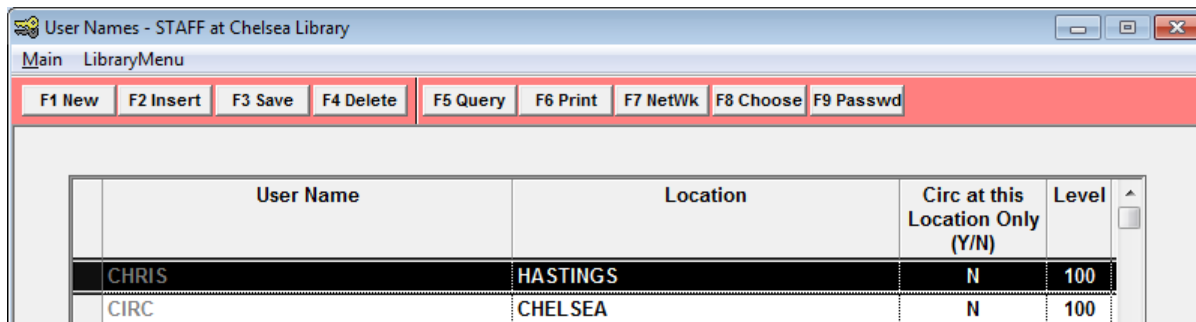 User Names - STAFF at Chelsea Library
Main LibraryMenu
F1 New F2 Insert F3 Save F4 Delete F5 Query F6 Print F7 NetWk F8 Choose F9 Passwd
User Name Location Circ at this Level
Location Only
(Y/N)
CHRIS HASTINGS N 100
CIRC CHELSEA N 100